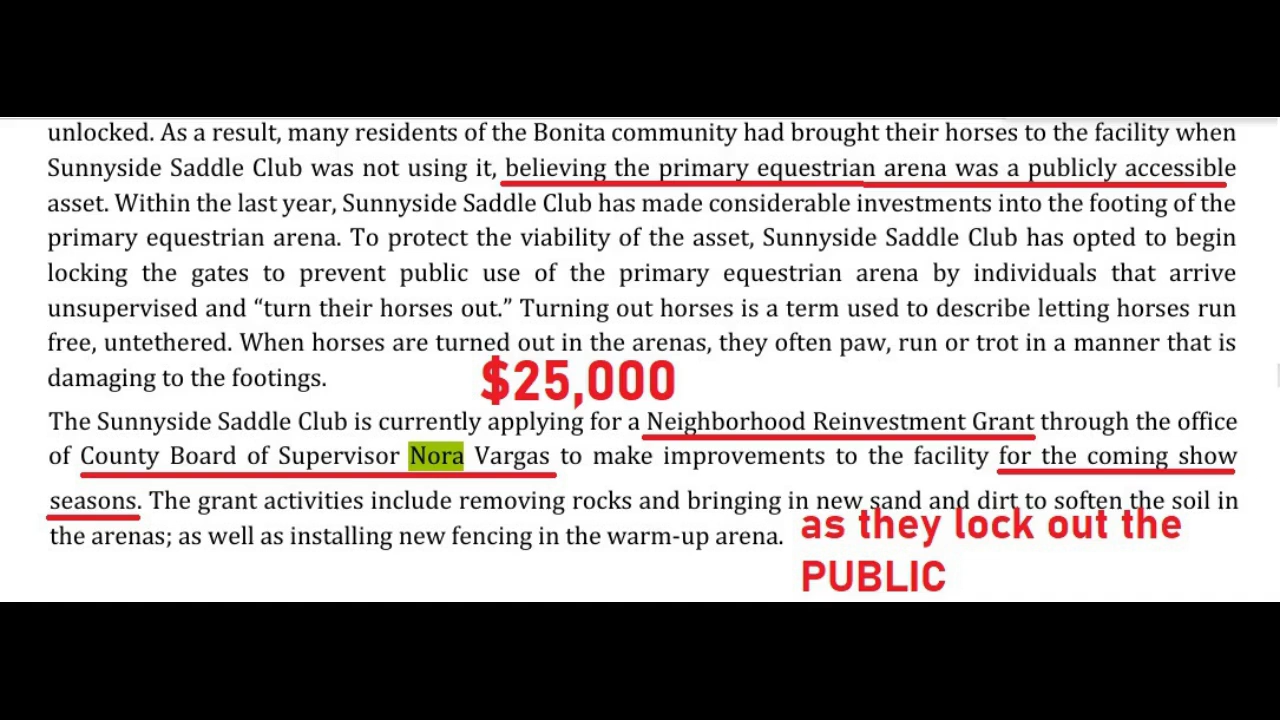 unlocked. As a result, many residents of the Bonita community had brought their horses to the facility when
Sunnyside Saddle Club was not using it, believing the primary equestrian arena was a publicly accessible
asset. Within the last year, Sunnyside Saddle Club has made considerable investments into the footing of the
primary equestrian arena. To protect the viability of the asset, Sunnyside Saddle Club has opted to begin
locking the gates to prevent public use of the primary equestrian arena by individuals that arrive
unsupervised and “turn their horses out.” Turning out horses is a term used to describe letting horses run
free, untethered. When horses are turned out in the arenas, they often paw, run or trot in a manner that is
damaging to the footings.
$25,000
The Sunnyside Saddle Club is currently applying for a Neighborhood Reinvestment Grant through the office
of County Board of Supervisor Nora Vargas to make improvements to the facility for the coming show
seasons. The grant activities include removing rocks and bringing in new sand and dirt to soften the soil in
the arenas; as well as installing new fencing in the warm-up arena.
as they lock out the
PUBLIC